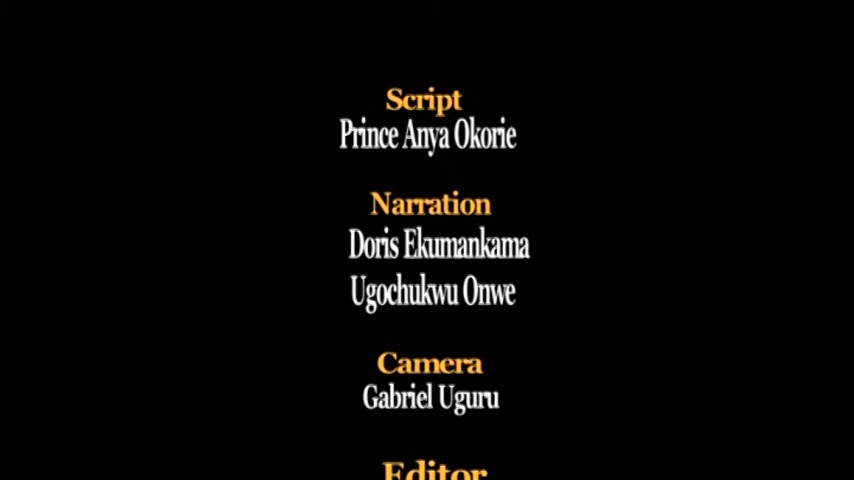 Script
Prince Anya Okorie
Narration
Doris Ekumankama
Ugochukwu Onwe
Camera
Gabriel Uguru
Editor